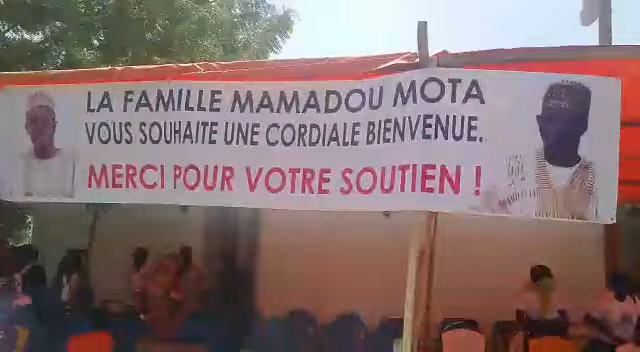 LA FAMILLE MAMADOU MOTA
VOUS SOUHAITE UNE CORDIALE BIENVENUE.
MERCI POUR VOTRE SOUTIEN !